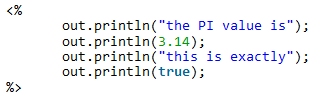 <%
out.println("the PI value is");
out.println(3.14);
out.println("this is exactly");
out.println(true);
%>